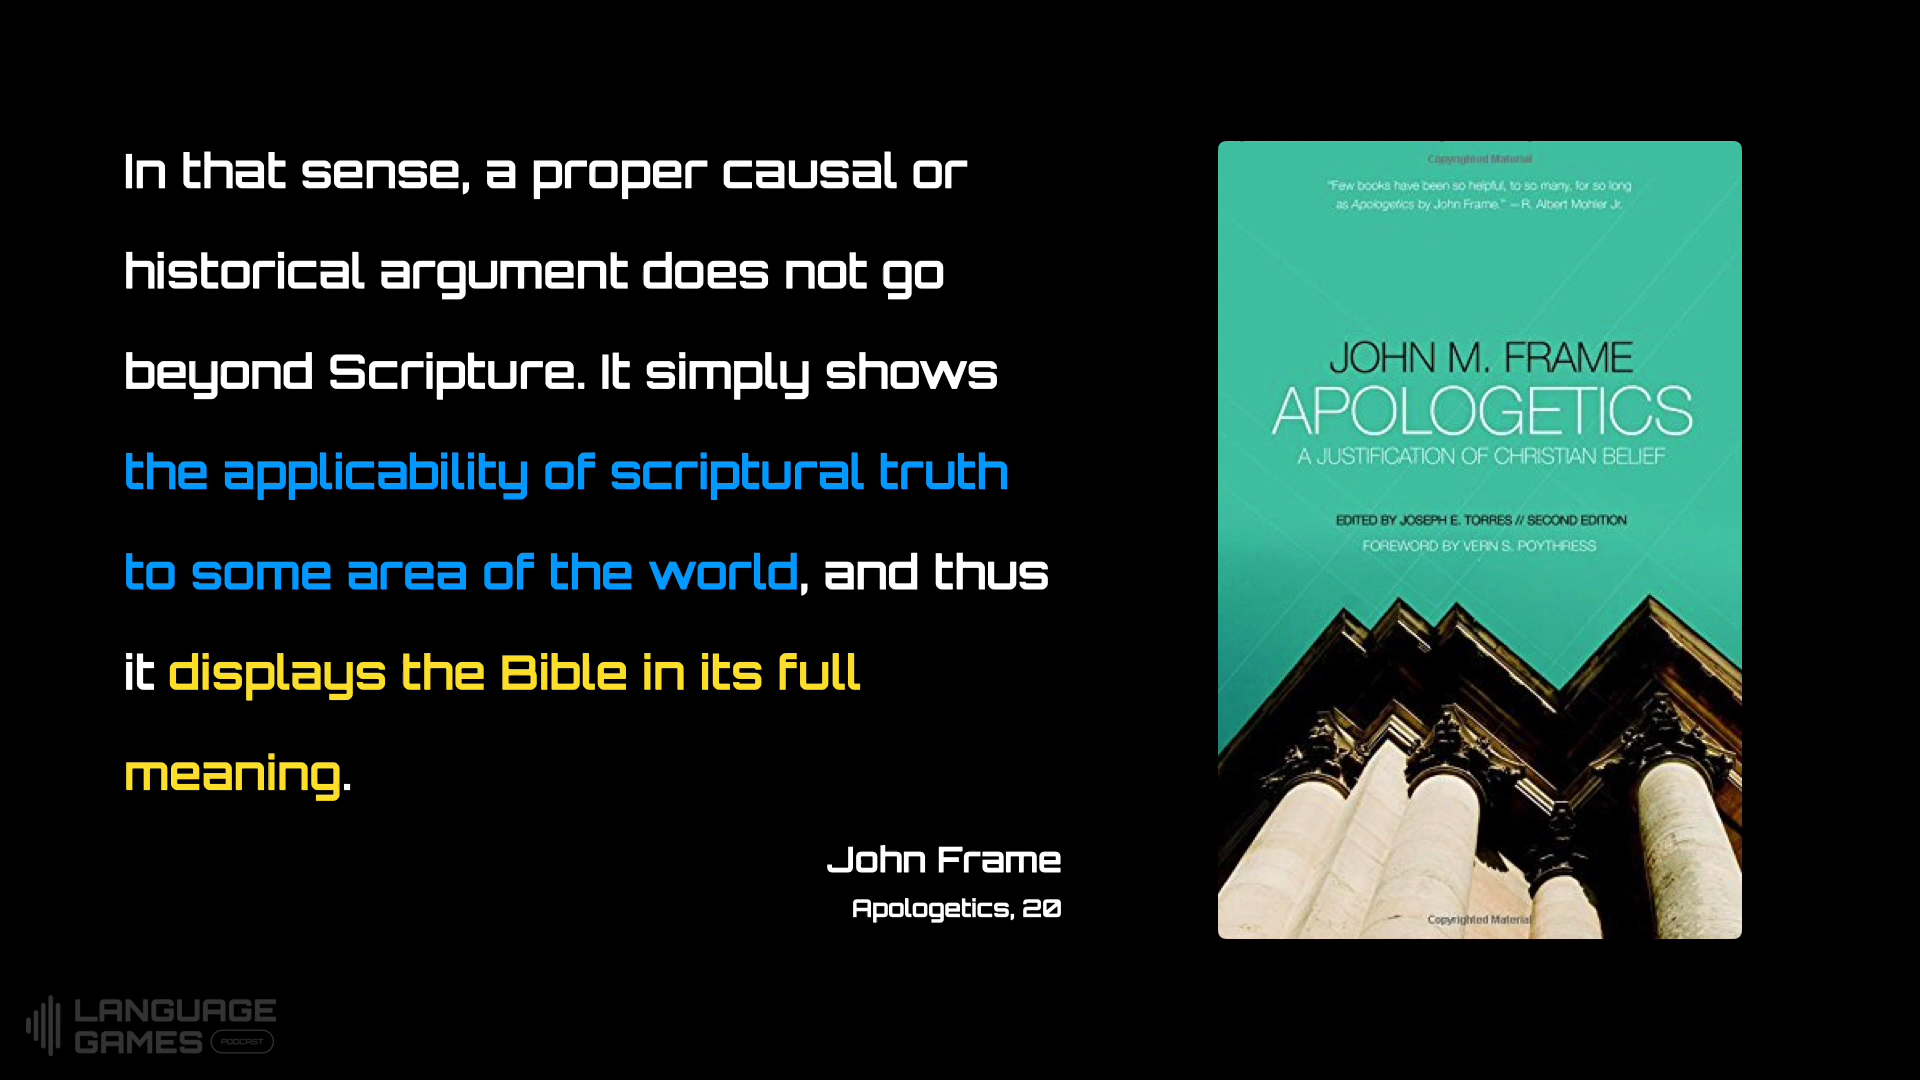 In that sense, a proper causal or
historical argument does not go
beyond Scripture. It simply shows
the applicability of scriptural truth
to some area of the world, and thus
it displays the Bible in its full
meaning.
John Frame
Apologetics, 20
Copyrighted Material
"Few books have been so helpful, to so many, for so long
as Apologetics by John Frame." —R. Albert Mohler Jr.
JOHN M. FRAME
APOLOGETICS
A JUSTIFICATION OF CHRISTIAN BELIEF
EDITED BY JOSEPH E. TORRES // SECOND EDITION
FOREWORD BY VERN S. POYTHRESS
Copyrighted Material
LANGUAGE
GAMES PODCAST